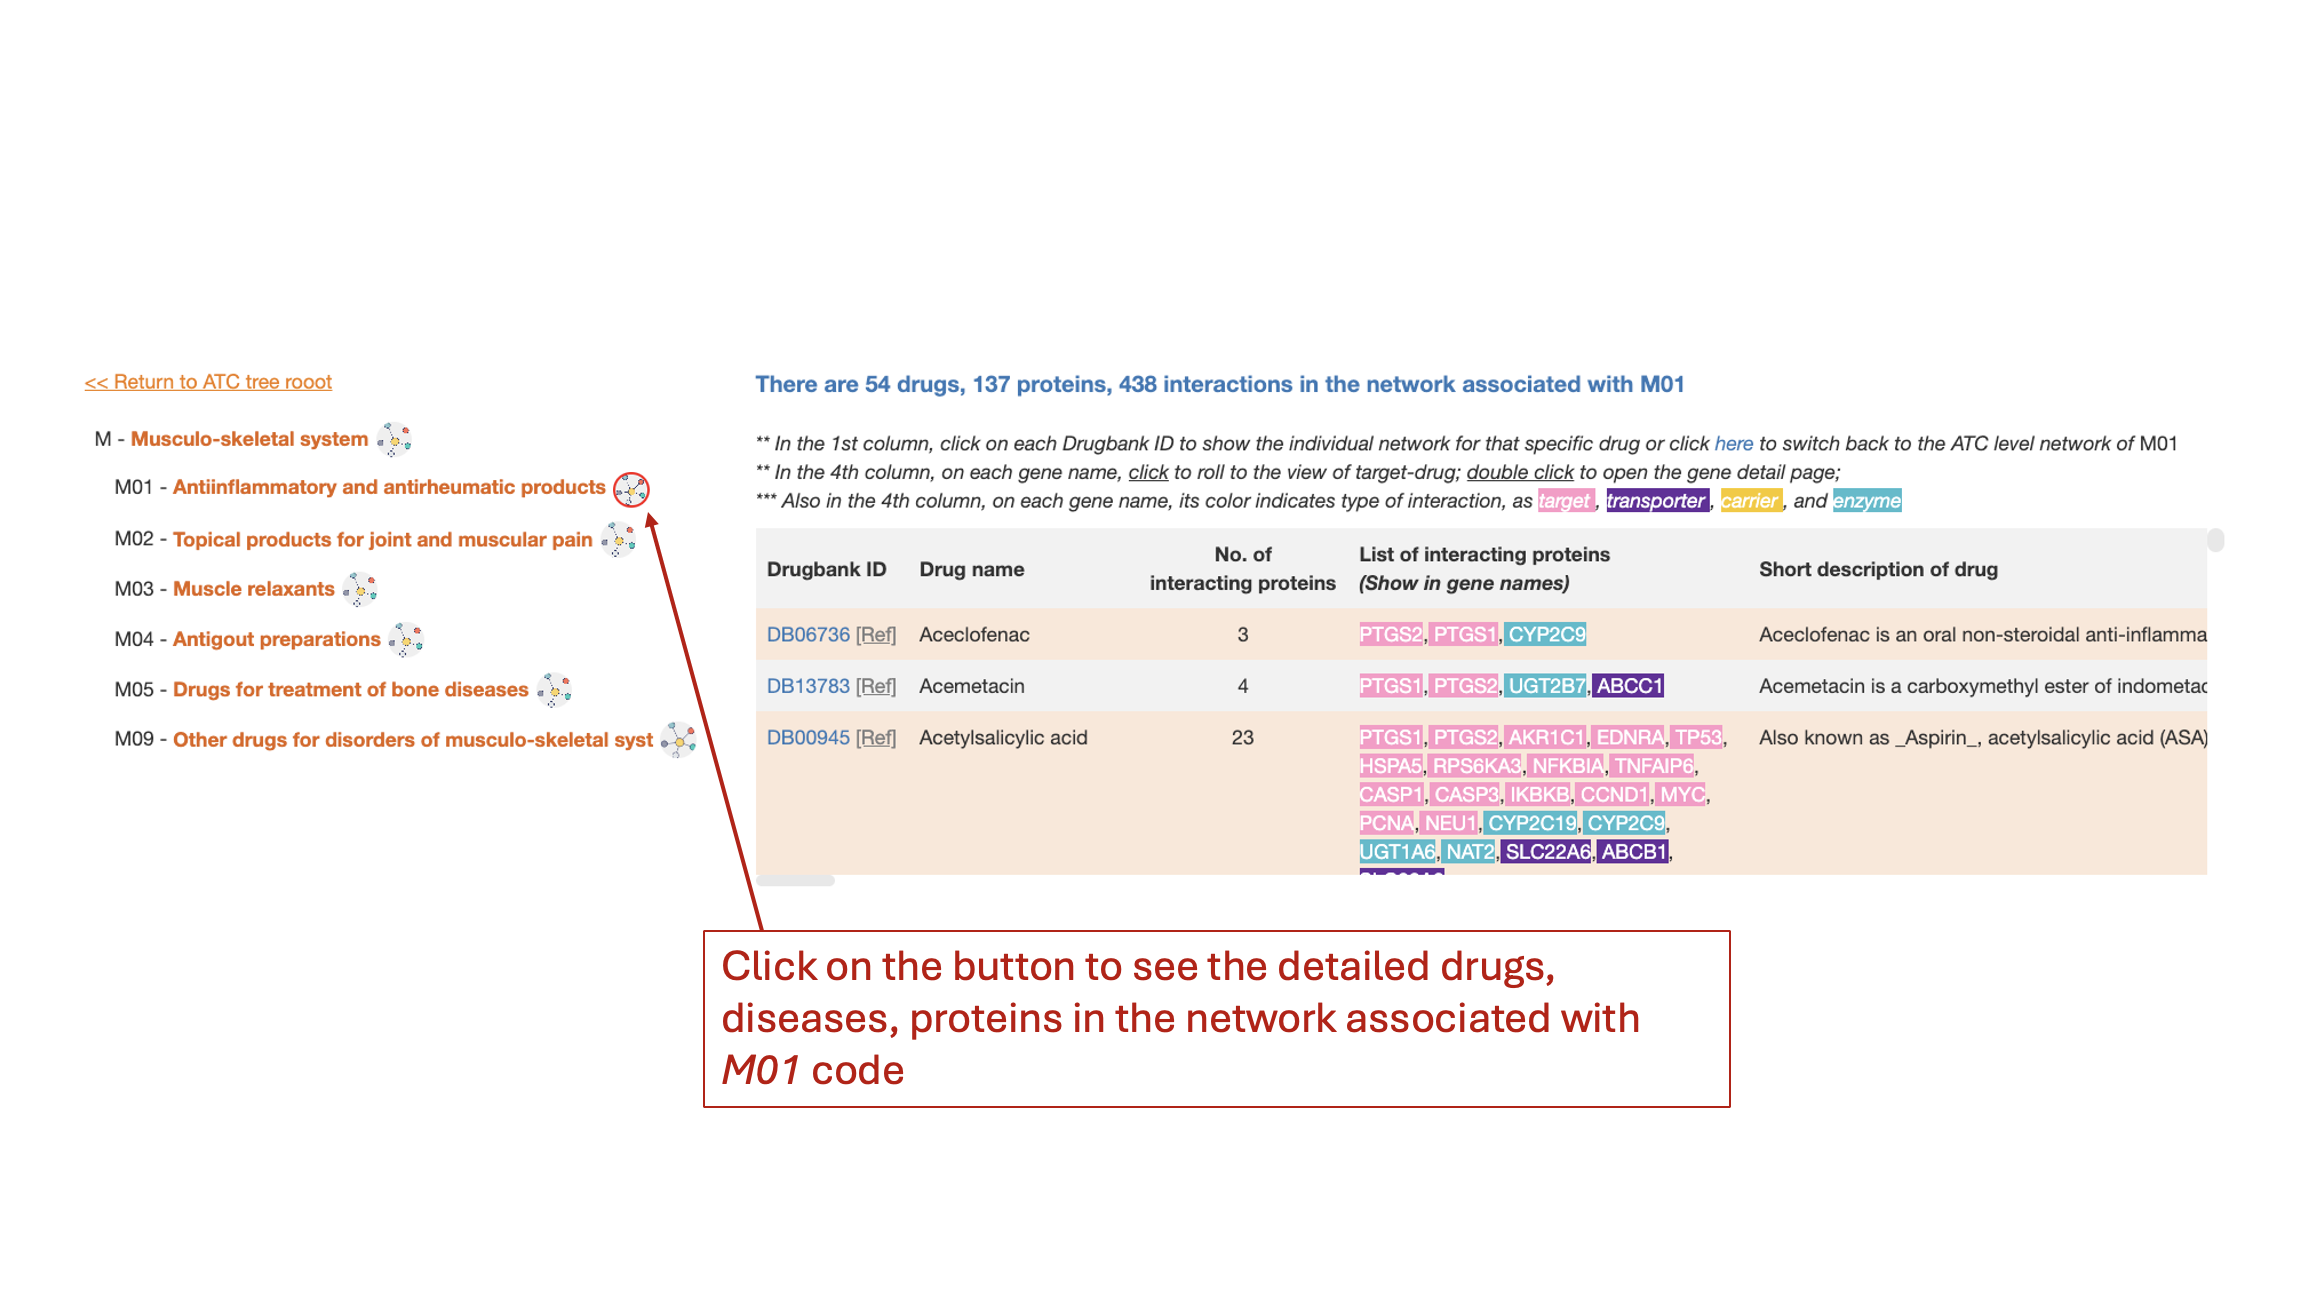 << Return to ATC tree rooot
M - Musculo-skeletal system
M01 - Antiinflammatory and antirheumatic products
M02 - Topical products for joint and muscular pain
M03 - Muscle relaxants
M04 - Antigout preparations
M05 - Drugs for treatment of bone diseases
M09 - Other drugs for disorders of musculo-skeletal syst
There are 54 drugs, 137 proteins, 438 interactions in the network associated with M01
** In the 1st column, click on each Drugbank ID to show the individual network for that specific drug or click here to switch back to the ATC level network of M01
** In the 4th column, on each gene name, click to roll to the view of target-drug; double click to open the gene detail page;
*** Also in the 4th column, on each gene name, its color indicates type of interaction, as target , transporter , carrier , and enzyme
Drugbank ID Drug name No. of interacting proteins List of interacting proteins (Show in gene names) Short description of drug
DB06736 [Ref] Aceclofenac 3 PTGS2, PTGS1, CYP2C9 Aceclofenac is an oral non-steroidal anti-inflamma
DB13783 [Ref] Acemetacin 4 PTGS1, PTGS2, UGT2B7, ABCC1 Acemetacin is a carboxymethyl ester of indometac
DB00945 [Ref] Acetylsalicylic acid 23 PTGS1, PTGS2, AKR1C1, EDNRA, TP53, Also known as _Aspirin_, acetylsalicylic acid (ASA)
HSPA5, RPS6KA3, NFKBIA, TNFAIP6,
CASP1, CASP3, IKBKB, CCND1, MYC,
PCNA, NEU1, CYP2C19, CYP2C9,
UGT1A6, NAT2, SLC22A6, ABCB1,
Click on the button to see the detailed drugs,
diseases, proteins in the network associated with
M01 code